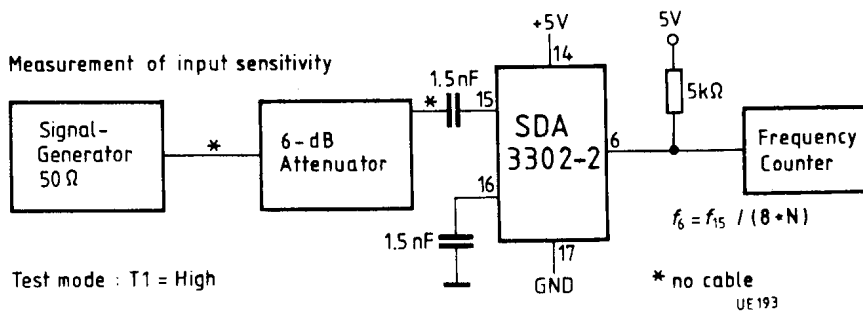 Measurement of input sensitivity
Signal-
Generator
50 Ω
*
6-dB
Attenuator
*
1.5 nF
15
16
1.5 nF
+5V
14
SDA
3302-2
17
GND
6
5V
5kΩ
Frequency
Counter
f6 = f15 / (8*N)
Test mode : T1 = High
* no cable
UE193